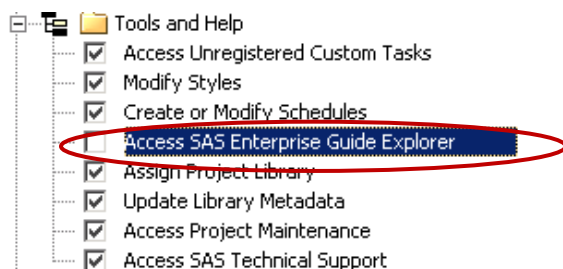 Tools and Help
Access Unregistered Custom Tasks
Modify Styles
Create or Modify Schedules
Access SAS Enterprise Guide Explorer
Assign Project Library
Update Library Metadata
Access Project Maintenance
Access SAS Technical Support